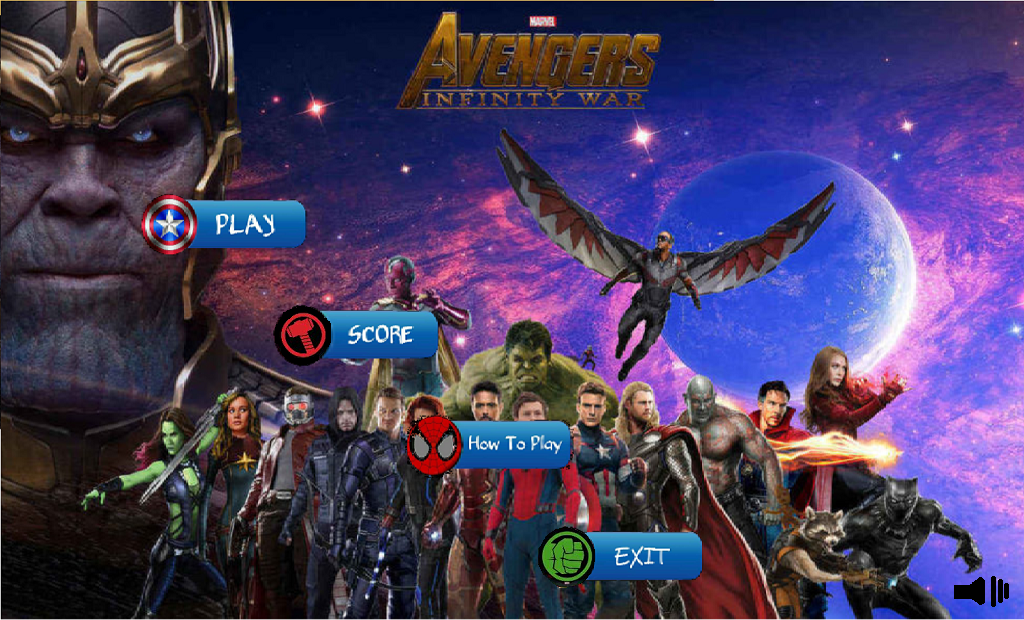 MARVEL
AVENGERS
INFINITY WAR
PLAY
SCORE
How To Play
EXIT